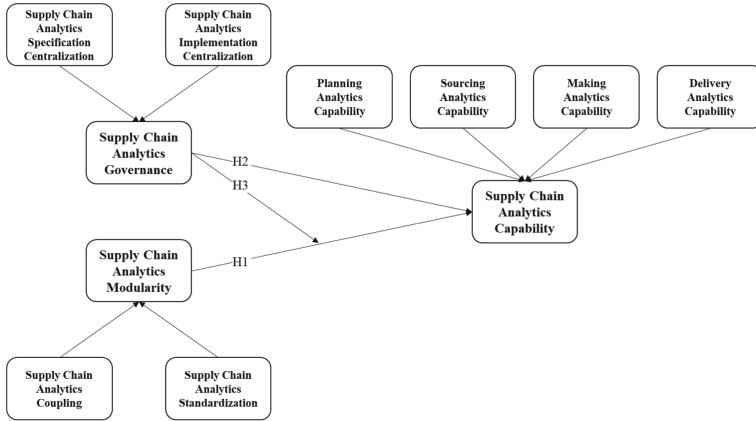 Supply Chain
Analytics
Specification
Centralization
Supply Chain
Analytics
Implementation
Centralization
Planning
Analytics
Capability
Sourcing
Analytics
Capability
Making
Analytics
Capability
Delivery
Analytics
Capability
Supply Chain
Analytics
Governance
H2
H3
Supply Chain
Analytics
Capability
Supply Chain
Analytics
Modularity
H1
Supply Chain
Analytics
Coupling
Supply Chain
Analytics
Standardization